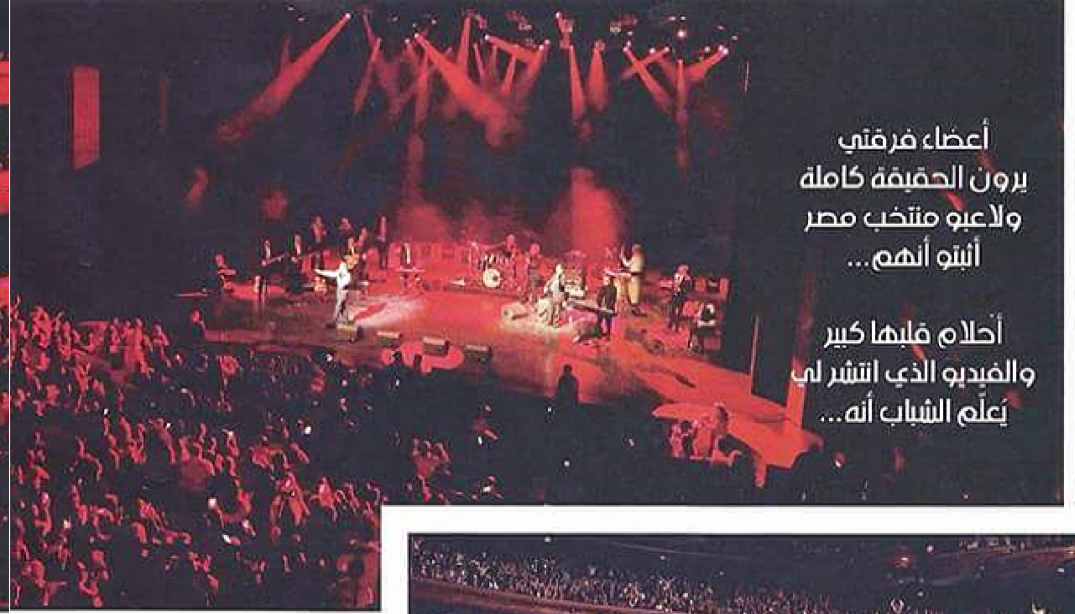 أعضاء فرقتي
يرون الحقيقة كاملة
ولاعبو منتخب مصر
أثبتو أنهم...
أحلام قلبها كبير
والفيديو الذي انتشر لي
يُعلّم الشباب أنه...